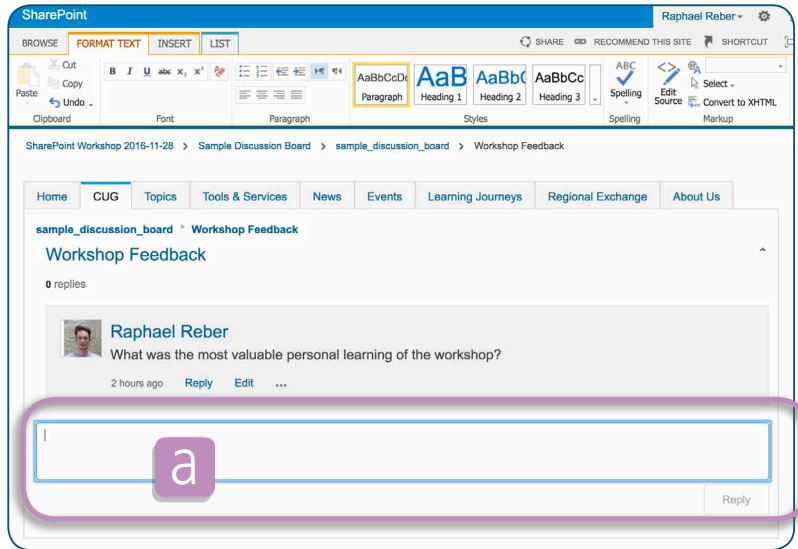 SharePoint
Raphael Reber
BROWSE FORMAT TEXT INSERT LIST SHARE RECOMMEND THIS SITE SHORTCUT
Paste
Cut
Copy
Undo
Clipboard
B I U abc X₂ X²
Font
Paragraph
AaBbCcDc AaB AaBb( AaBbCc
Paragraph Heading 1 Heading 2 Heading 3
Styles
ABC
Spelling
Spelling
Edit Source
Select
Convert to XHTML
Markup
SharePoint Workshop 2016-11-28 > Sample Discussion Board > sample_discussion_board > Workshop Feedback
Home CUG Topics Tools & Services News Events Learning Journeys Regional Exchange About Us
sample_discussion_board Workshop Feedback
Workshop Feedback
0 replies
Raphael Reber
What was the most valuable personal learning of the workshop?
2 hours ago Reply Edit ...
a
Reply